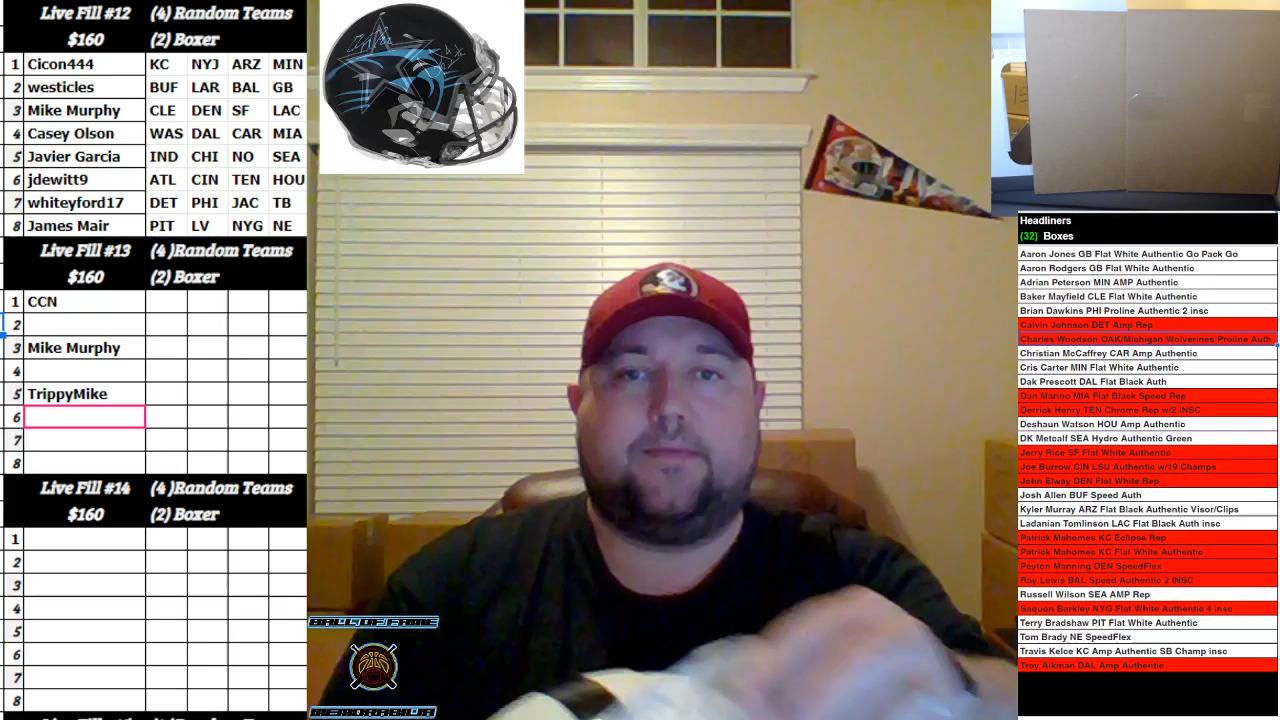 Live Fill #12 (4) Random Teams
$160 (2) Boxer
1 Cicon444 KC NYJ ARZ MIN
2 westicles BUF LAR BAL GB
3 Mike Murphy CLE DEN SF LAC
4 Casey Olson WAS DAL CAR MIA
5 Javier Garcia IND CHI NO SEA
6 jdewitt9 ATL CIN TEN HOU
7 whiteyford17 DET PHI JAC TB
8 James Mair PIT LV NYG NE
Live Fill #13 (4 )Random Teams
$160 (2) Boxer
1 CCN
2
3 Mike Murphy
4
5 TrippyMike
6
7
8
Live Fill #14 (4 )Random Teams
$160 (2) Boxer
1
2
3
4
5
6
7
8
BALL OF FAME
MEMORABILIA
Headliners
(32) Boxes
Aaron Jones GB Flat White Authentic Go Pack Go
Aaron Rodgers GB Flat White Authentic
Adrian Peterson MIN AMP Authentic
Baker Mayfield CLE Flat White Authentic
Brian Dawkins PHI Proline Authentic 2 insc
Calvin Johnson DET Amp Rep
Charles Woodson OAK/Michigan Wolverines Proline Auth
Christian McCaffrey CAR Amp Authentic
Cris Carter MIN Flat White Authentic
Dak Prescott DAL Flat Black Auth
Dan Marino MIA Flat Black Speed Rep
Derrick Henry TEN Chrome Rep w/2 INSC
Deshaun Watson HOU Amp Authentic
DK Metcalf SEA Hydro Authentic Green
Jerry Rice SF Flat White Authentic
Joe Burrow CIN LSU Authentic w/19 Champs
John Elway DEN Flat White Rep
Josh Allen BUF Speed Auth
Kyler Murray ARZ Flat Black Authentic Visor/Clips
Ladanian Tomlinson LAC Flat Black Auth insc
Patrick Mahomes KC Eclipse Rep
Patrick Mahomes KC Flat White Authentic
Peyton Manning DEN SpeedFlex
Ray Lewis BAL Speed Authentic 2 INSC
Russell Wilson SEA AMP Rep
Saquon Barkley NYG Flat White Authentic 4 insc
Terry Bradshaw PIT Flat White Authentic
Tom Brady NE SpeedFlex
Travis Kelce KC Amp Authentic SB Champ insc
Troy Aikman DAL Amp Authentic